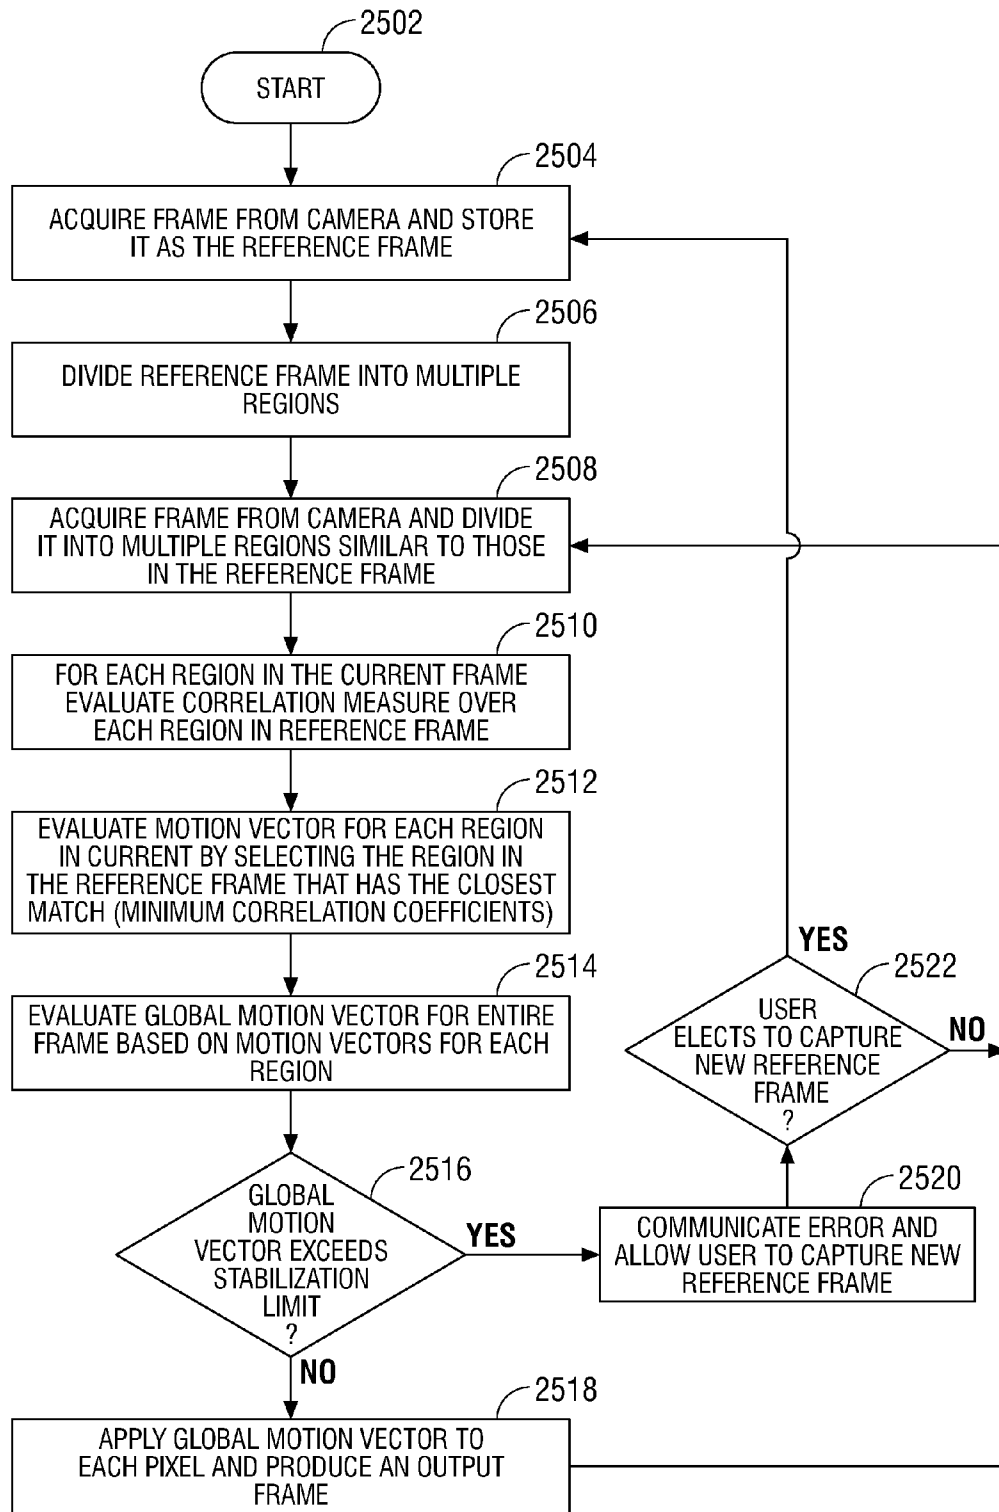 2502
START
2504
ACQUIRE FRAME FROM CAMERA AND STORE
IT AS THE REFERENCE FRAME
2506
DIVIDE REFERENCE FRAME INTO MULTIPLE
REGIONS
2508
ACQUIRE FRAME FROM CAMERA AND DIVIDE
IT INTO MULTIPLE REGIONS SIMILAR TO THOSE
IN THE REFERENCE FRAME
2510
FOR EACH REGION IN THE CURRENT FRAME
EVALUATE CORRELATION MEASURE OVER
EACH REGION IN REFERENCE FRAME
2512
EVALUATE MOTION VECTOR FOR EACH REGION
IN CURRENT BY SELECTING THE REGION IN
THE REFERENCE FRAME THAT HAS THE CLOSEST
MATCH (MINIMUM CORRELATION COEFFICIENTS)
2514
EVALUATE GLOBAL MOTION VECTOR FOR ENTIRE
FRAME BASED ON MOTION VECTORS FOR EACH
REGION
2516
GLOBAL
MOTION
VECTOR EXCEEDS
STABILIZATION
LIMIT
?
YES
NO
2518
APPLY GLOBAL MOTION VECTOR TO
EACH PIXEL AND PRODUCE AN OUTPUT
FRAME
2520
COMMUNICATE ERROR AND
ALLOW USER TO CAPTURE NEW
REFERENCE FRAME
2522
USER
ELECTS TO CAPTURE
NEW REFERENCE
FRAME
?
YES
NO